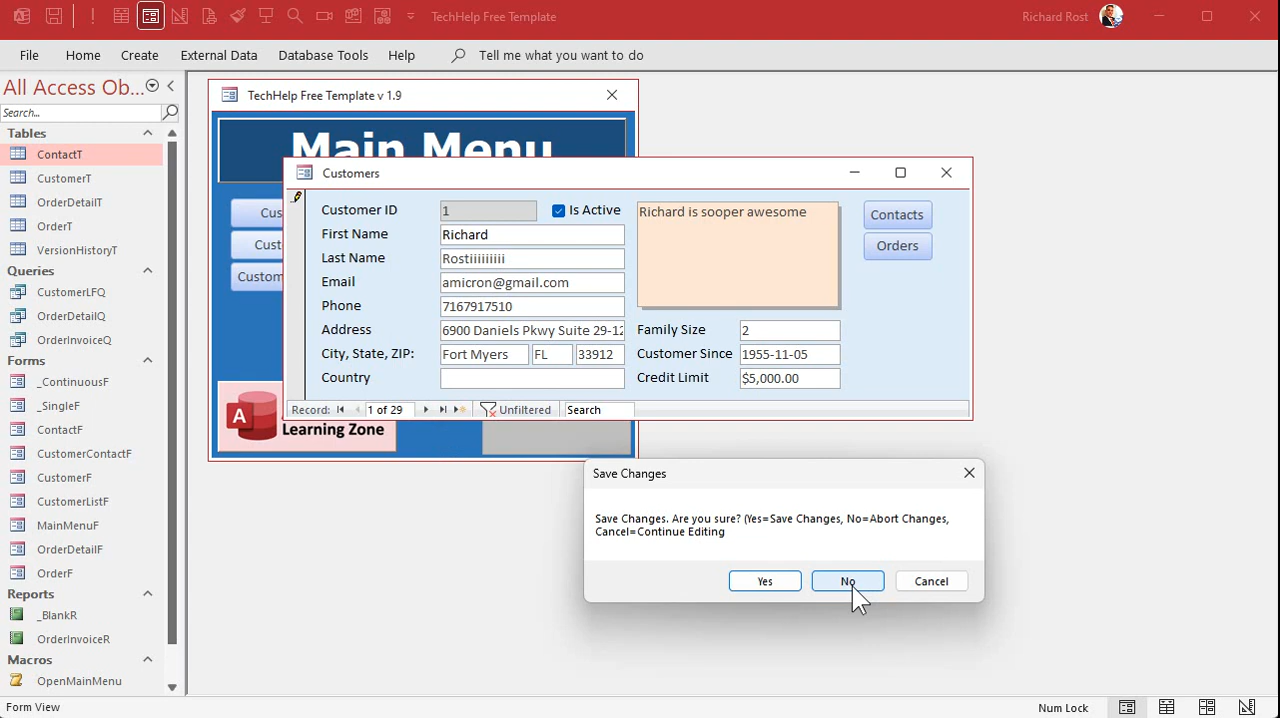 TechHelp Free Template
Richard Rost
File
Home
Create
External Data
Database Tools
Help
Tell me what you want to do
All Access Ob...
Search...
Tables
ContactT
CustomerT
OrderDetailT
OrderT
VersionHistoryT
Queries
CustomerLFQ
OrderDetailQ
OrderInvoiceQ
Forms
_ContinuousF
_SingleF
ContactF
CustomerContactF
CustomerF
CustomerListF
MainMenuF
OrderDetailF
OrderF
Reports
_BlankR
OrderInvoiceR
Macros
OpenMainMenu
TechHelp Free Template v 1.9
Main Menu
Cus
Cust
Custom
A
Learning Zone
Customers
Customer ID 1 Is Active
First Name Richard
Last Name Rostiiiiiiiii
Email amicron@gmail.com
Phone 7167917510
Address 6900 Daniels Pkwy Suite 29-12
City, State, ZIP: Fort Myers FL 33912
Country
Richard is sooper awesome
Family Size 2
Customer Since 1955-11-05
Credit Limit $5,000.00
Contacts
Orders
Record: 1 of 29 Unfiltered Search
Save Changes
Save Changes. Are you sure? (Yes=Save Changes, No=Abort Changes,
Cancel=Continue Editing
Yes No Cancel
Form View
Num Lock